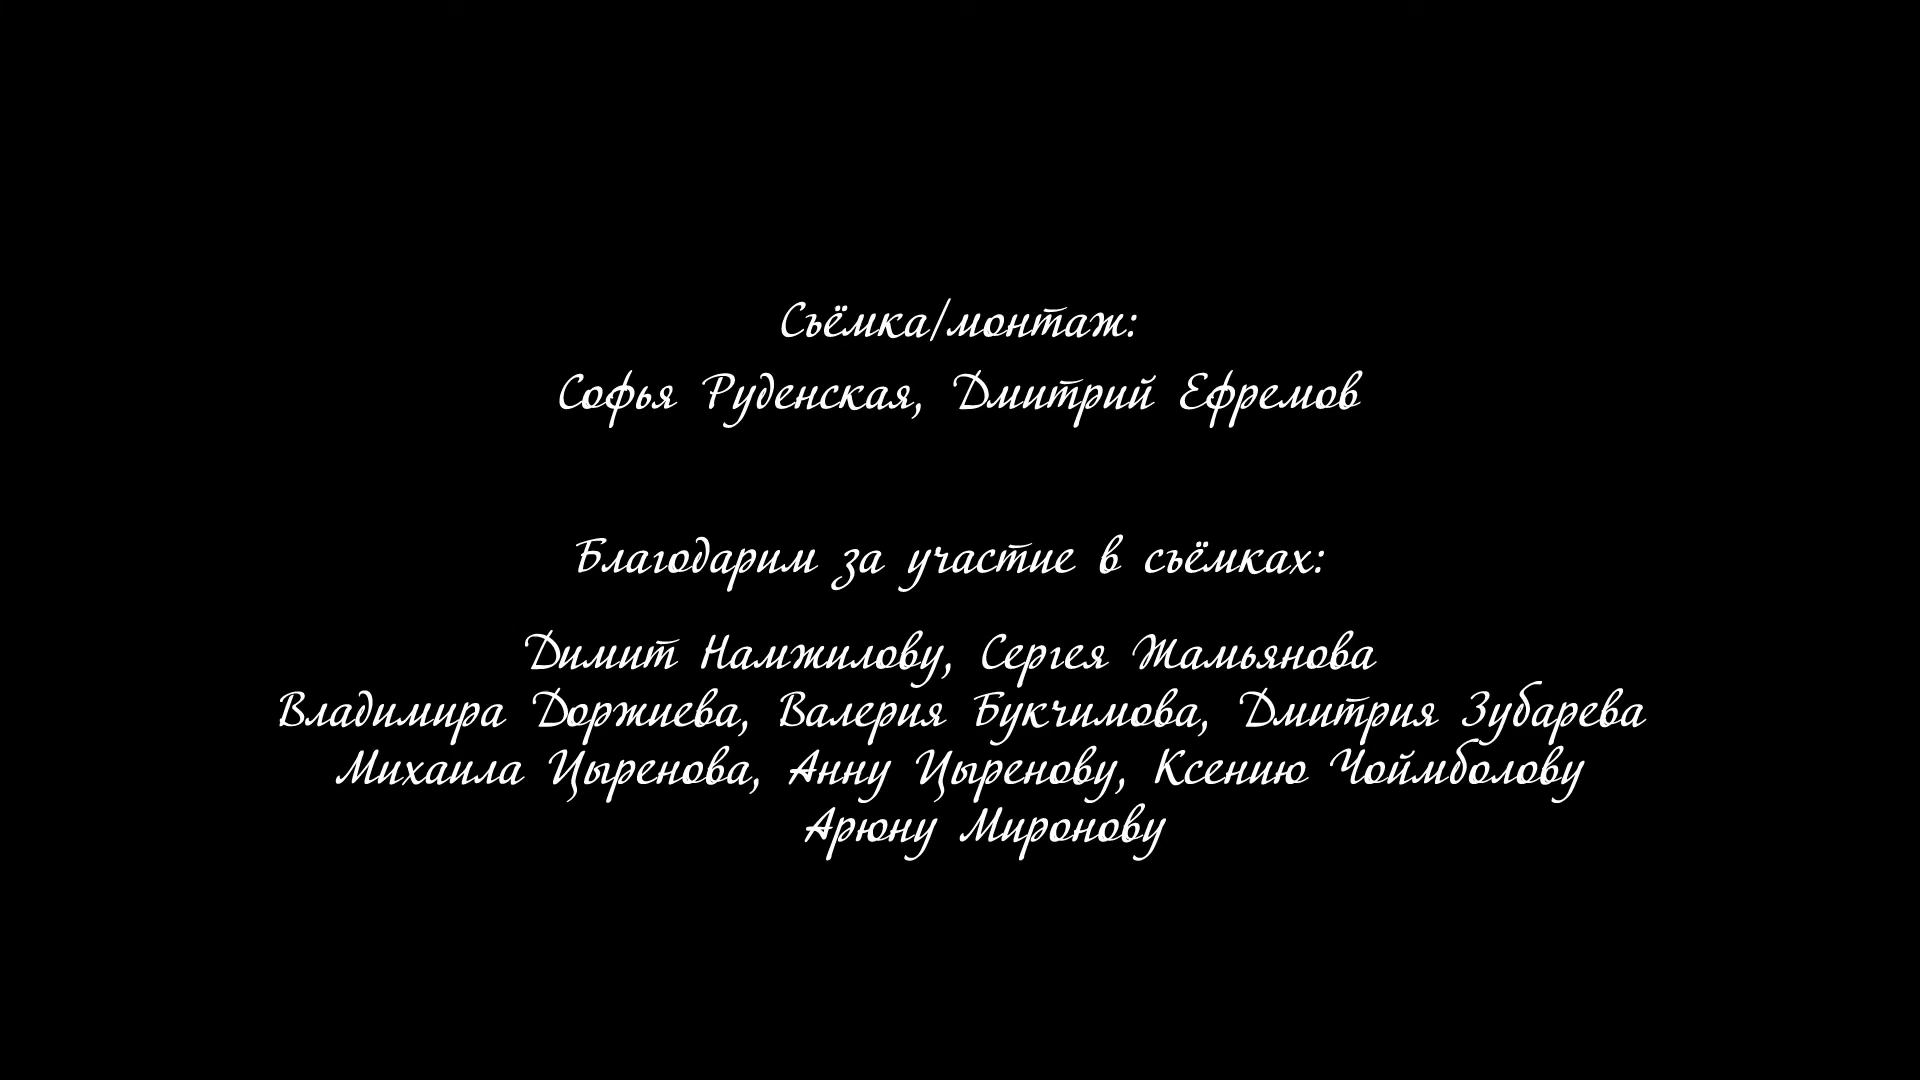 Съёмка/монтаж:
Софья Руденская, Дмитрий Ефремов
Благодарим за участие в съёмках:
Димит Намжилову, Сергея Жамьянова
Владимира Доржиева, Валерия Букчимова, Дмитрия Зубарева
Михаила Цыренова, Анну Цыренову, Ксению Чоймболову
Арюну Миронову